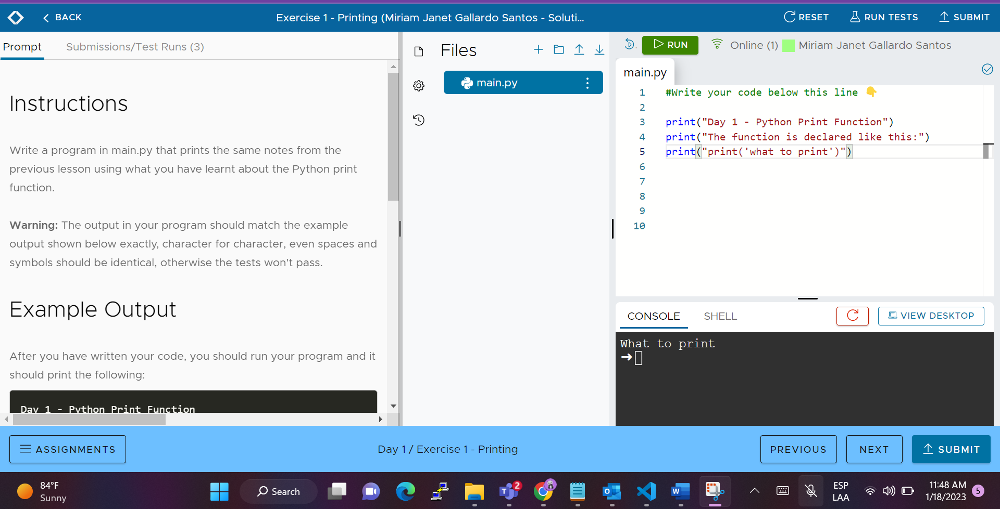 BACK
Exercise 1 - Printing (Miriam Janet Gallardo Santos - Soluti...
RESET
RUN TESTS
SUBMIT
Prompt
Submissions/Test Runs (3)
Instructions
Write a program in main.py that prints the same notes from the
previous lesson using what you have learnt about the Python print
function.
Warning: The output in your program should match the example
output shown below exactly, character for character, even spaces and
symbols should be identical, otherwise the tests won't pass.
Example Output
After you have written your code, you should run your program and it
should print the following:
Day 1 - Python Print Function
Files
main.py
RUN
Online (1)
Miriam Janet Gallardo Santos
main.py
1 #Write your code below this line 👇
2
3 print("Day 1 - Python Print Function")
4 print("The function is declared like this:")
5 print("print('what to print')")
6
7
8
9
10
CONSOLE
SHELL
VIEW DESKTOP
What to print
➜
ASSIGNMENTS
Day 1 / Exercise 1 - Printing
PREVIOUS
NEXT
SUBMIT
84°F
Sunny
Search
2
ESP
LAA
11:48 AM
1/18/2023
5